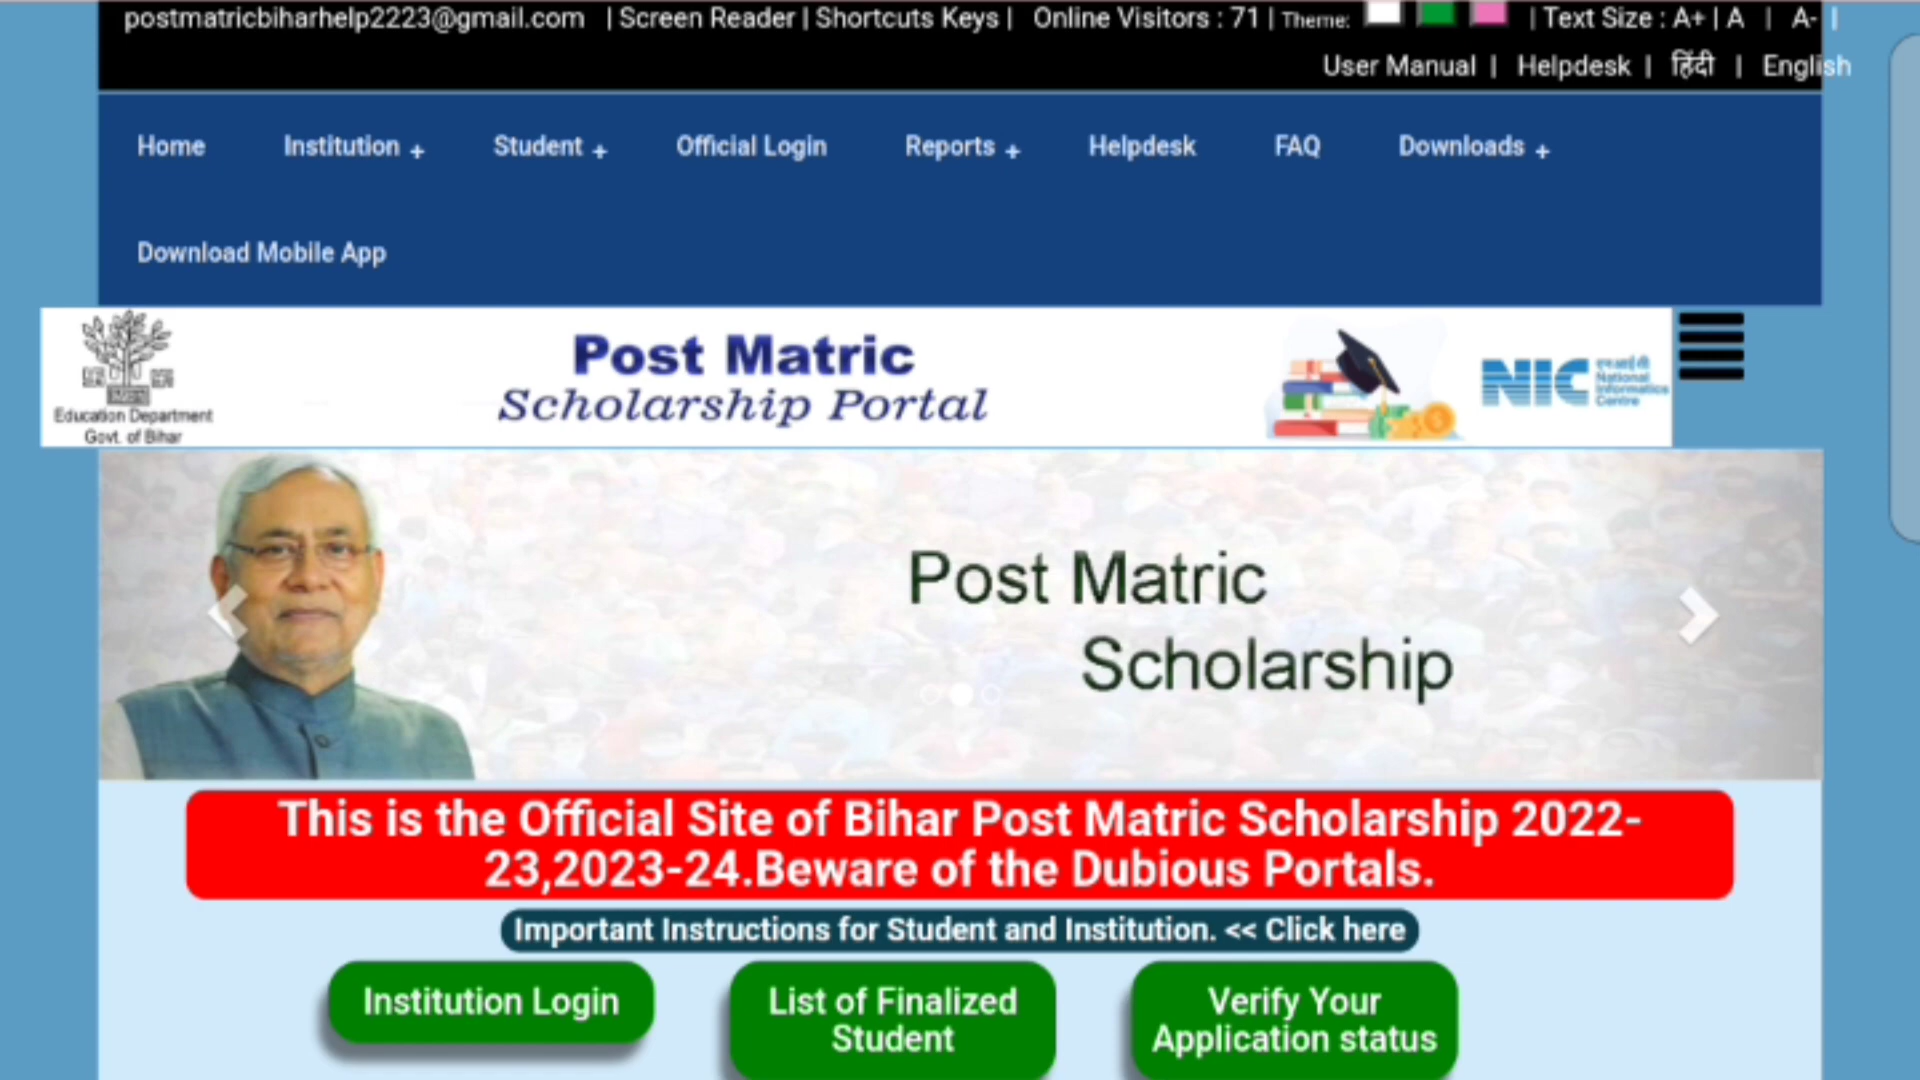 postmatricbiharhelp2223@gmail.com | Screen Reader | Shortcuts Keys | Online Visitors : 71 | Theme: | Text Size : A+ | A | A- |
User Manual | Helpdesk | हिंदी | English
Home Institution + Student + Official Login Reports + Helpdesk FAQ Downloads +
Download Mobile App
Education Department
Govt. of Bihar
Post Matric
Scholarship Portal
NIC
National
Informatics
Centre
Post Matric
Scholarship
This is the Official Site of Bihar Post Matric Scholarship 2022-
23,2023-24.Beware of the Dubious Portals.
Important Instructions for Student and Institution. << Click here
Institution Login
List of Finalized
Student
Verify Your
Application status